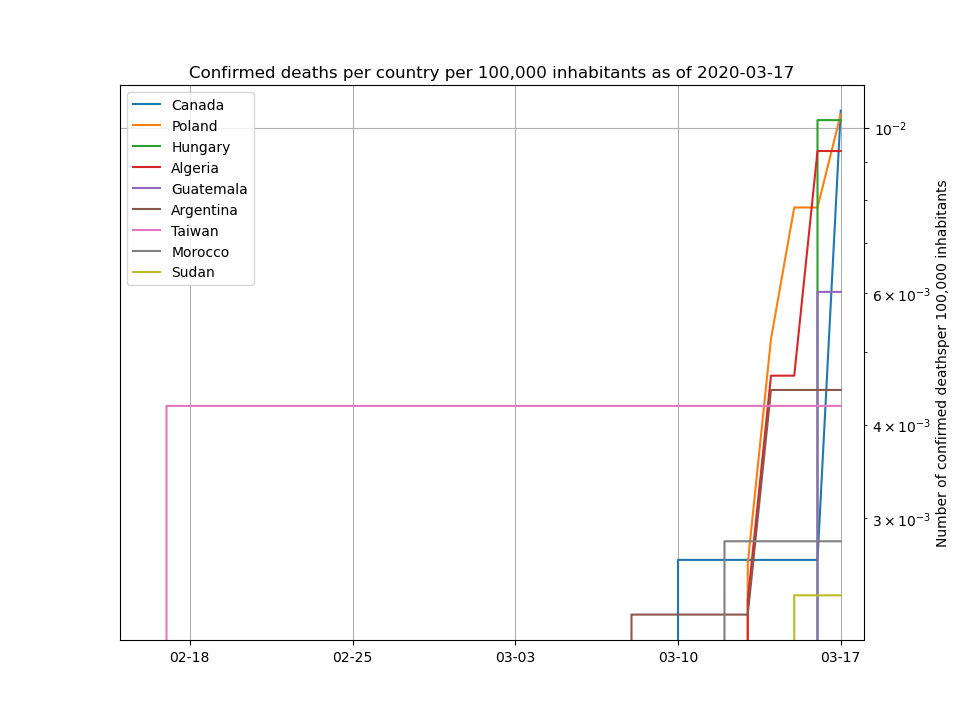 Confirmed deaths per country per 100,000 inhabitants as of 2020-03-17
Canada
Poland
Hungary
Algeria
Guatemala
Argentina
Taiwan
Morocco
Sudan
10⁻²
6 × 10⁻³
4 × 10⁻³
3 × 10⁻³
Number of confirmed deathsper 100,000 inhabitants
02-18
02-25
03-03
03-10
03-17